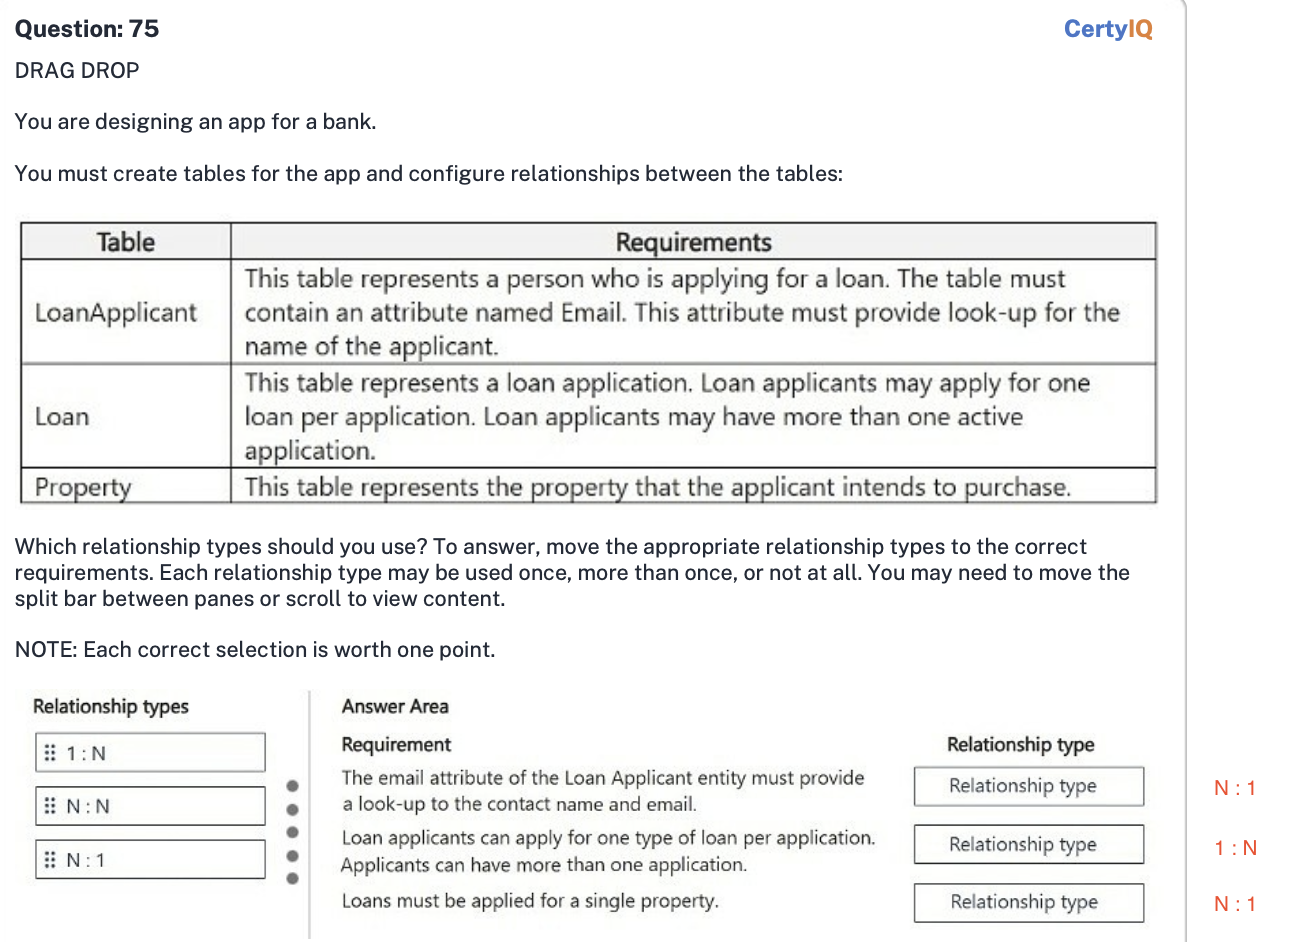 Question: 75
CertyIQ
DRAG DROP
You are designing an app for a bank.
You must create tables for the app and configure relationships between the tables:
Table
Requirements
LoanApplicant
This table represents a person who is applying for a loan. The table must
contain an attribute named Email. This attribute must provide look-up for the
name of the applicant.
Loan
This table represents a loan application. Loan applicants may apply for one
loan per application. Loan applicants may have more than one active
application.
Property
This table represents the property that the applicant intends to purchase.
Which relationship types should you use? To answer, move the appropriate relationship types to the correct
requirements. Each relationship type may be used once, more than once, or not at all. You may need to move the
split bar between panes or scroll to view content.
NOTE: Each correct selection is worth one point.
Relationship types
1 : N
N : N
N : 1
Answer Area
Requirement
Relationship type
The email attribute of the Loan Applicant entity must provide
a look-up to the contact name and email.
Relationship type
N : 1
Loan applicants can apply for one type of loan per application.
Applicants can have more than one application.
Relationship type
1 : N
Loans must be applied for a single property.
Relationship type
N : 1